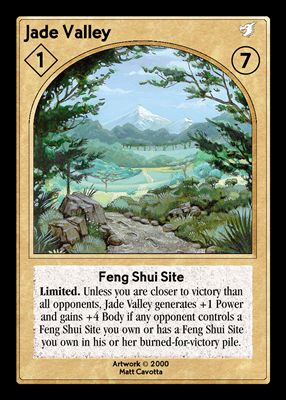 Jade Valley
1
7
Feng Shui Site
Limited. Unless you are closer to victory than
all opponents, Jade Valley generates +1 Power
and gains +4 Body if any opponent controls a
Feng Shui Site you own or has a Feng Shui Site
you own in his or her burned-for-victory pile.
Artwork © 2000
Matt Cavotta